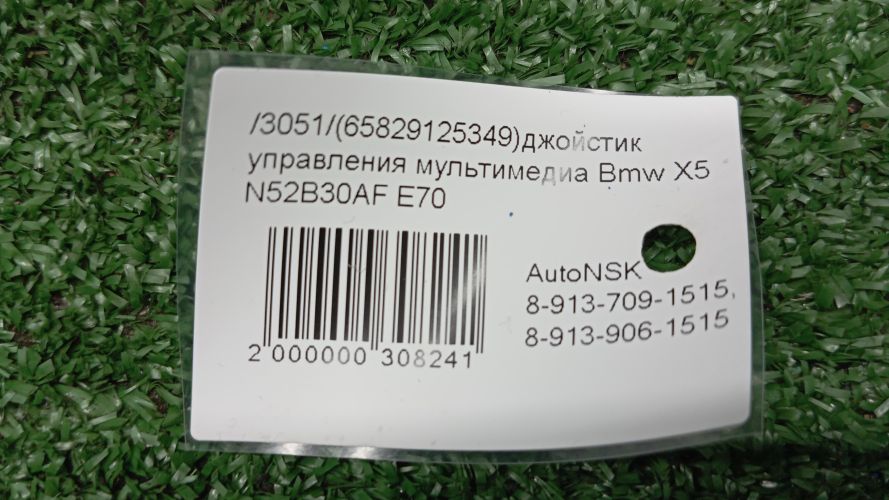 /3051/(65829125349)джойстик
управления мультимедиа Bmw X5
N52B30AF E70
AutoNSK
8-913-709-1515,
8-913-906-1515
2 000000 308241